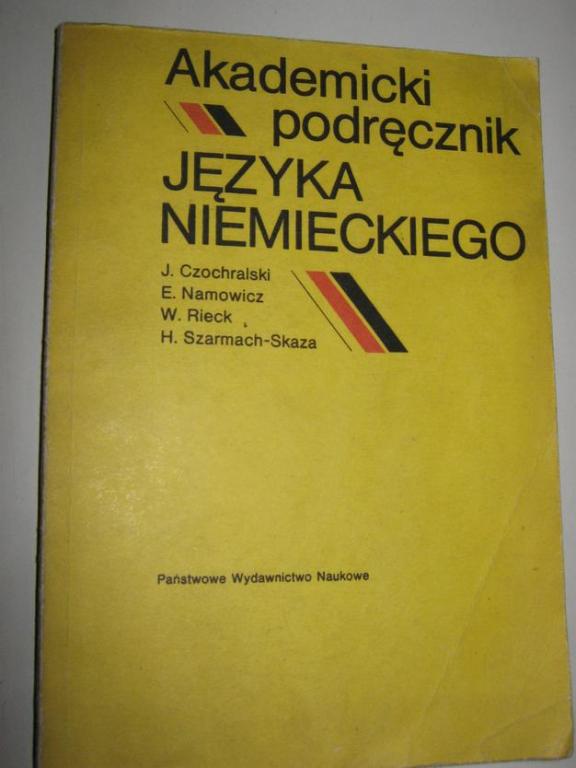 Akademicki
podręcznik
JĘZYKA
NIEMIECKIEGO
J. Czochralski
E. Namowicz
W. Rieck
H. Szarmach-Skaza
Państwowe Wydawnictwo Naukowe